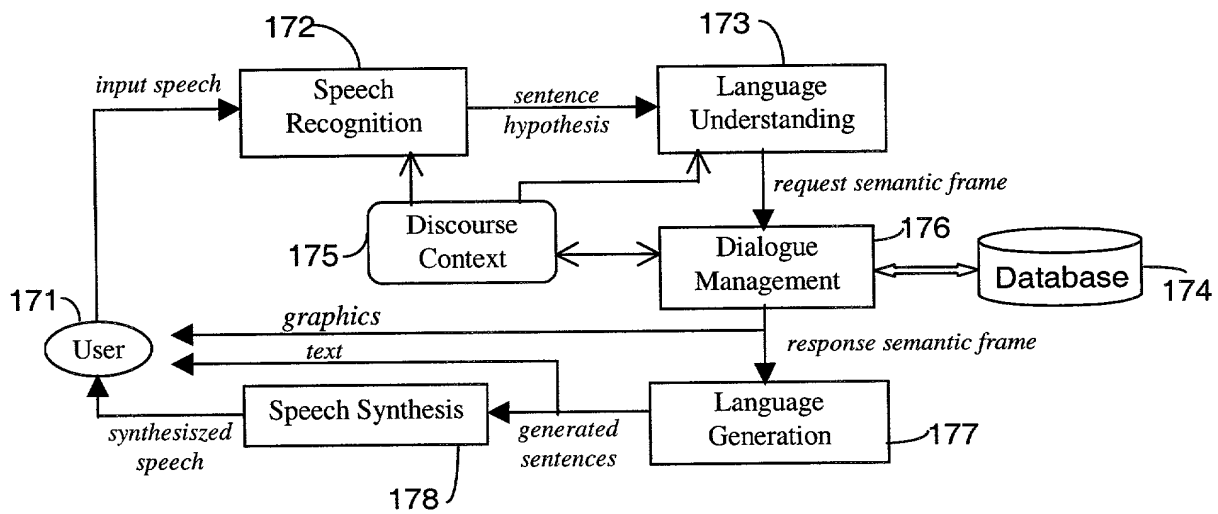 172
173
input speech
Speech
Recognition
sentence
hypothesis
Language
Understanding
request semantic frame
175
Discourse
Context
Dialogue
Management
176
Database
174
171
User
graphics
text
response semantic frame
Speech Synthesis
synthesiszed
speech
generated
sentences
Language
Generation
177
178